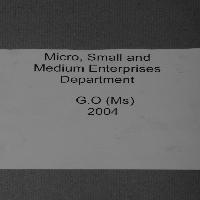 Micro, Small and
Medium Enterprises
Department
G.O (Ms)
2004